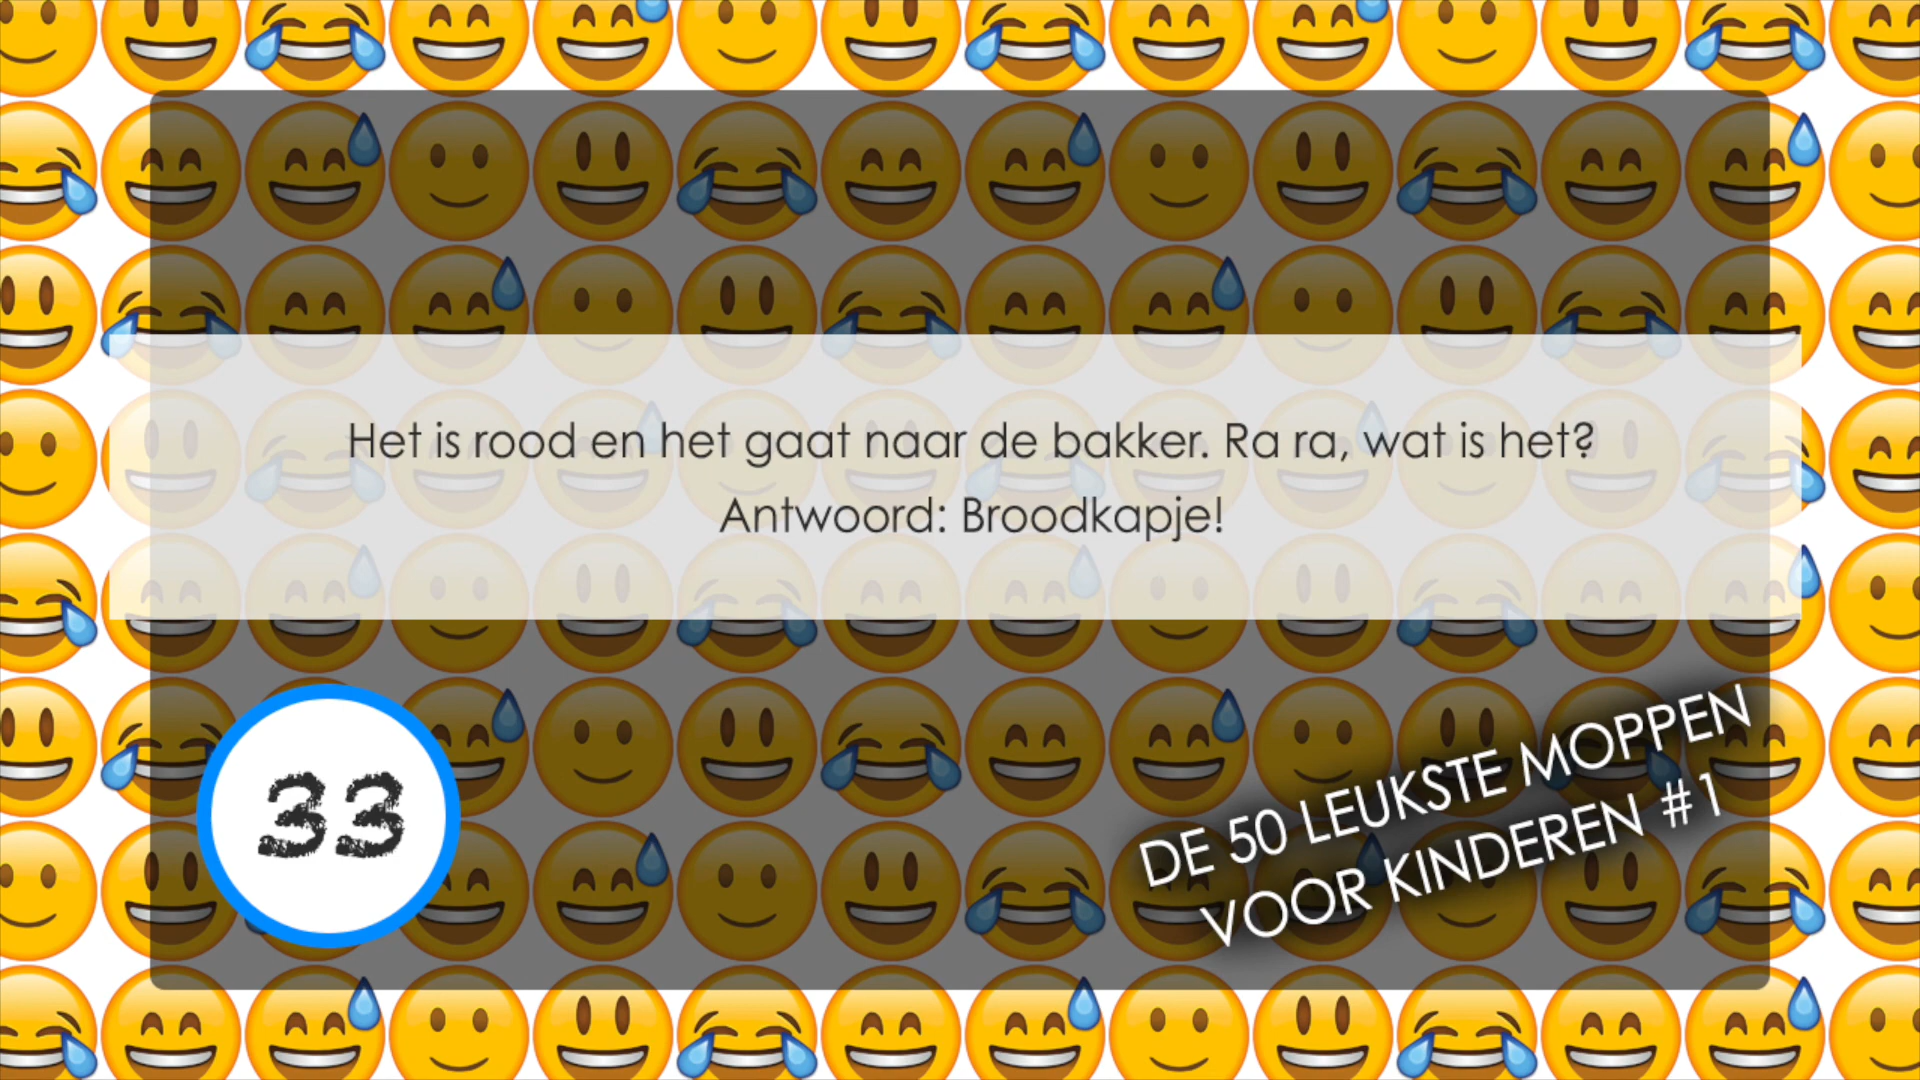 Het is rood en het gaat naar de bakker. Ra ra, wat is het?
Antwoord: Broodkapje!
33
DE 50 LEUKSTE MOPPEN
VOOR KINDEREN #1